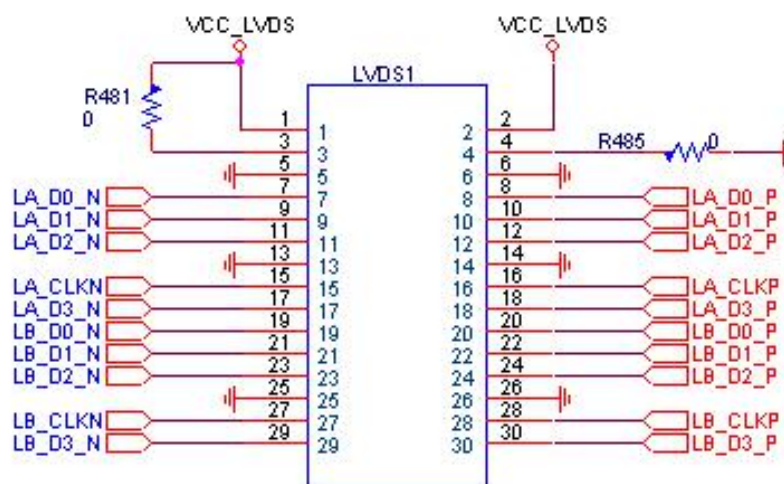 VCC_LVDS VCC_LVDS
LVDS1
R481
0
1 1 2 2
3 3 4 4 R485 0
5 5 6 6
LA_D0_N 7 7 8 8 LA_D0_P
LA_D1_N 9 9 10 10 LA_D1_P
LA_D2_N 11 11 12 12 LA_D2_P
13 13 14 14
LA_CLKN 15 15 16 16 LA_CLKP
LA_D3_N 17 17 18 18 LA_D3_P
LB_D0_N 19 19 20 20 LB_D0_P
LB_D1_N 21 21 22 22 LB_D1_P
LB_D2_N 23 23 24 24 LB_D2_P
25 25 26 26
LB_CLKN 27 27 28 28 LB_CLKP
LB_D3_N 29 29 30 30 LB_D3_P